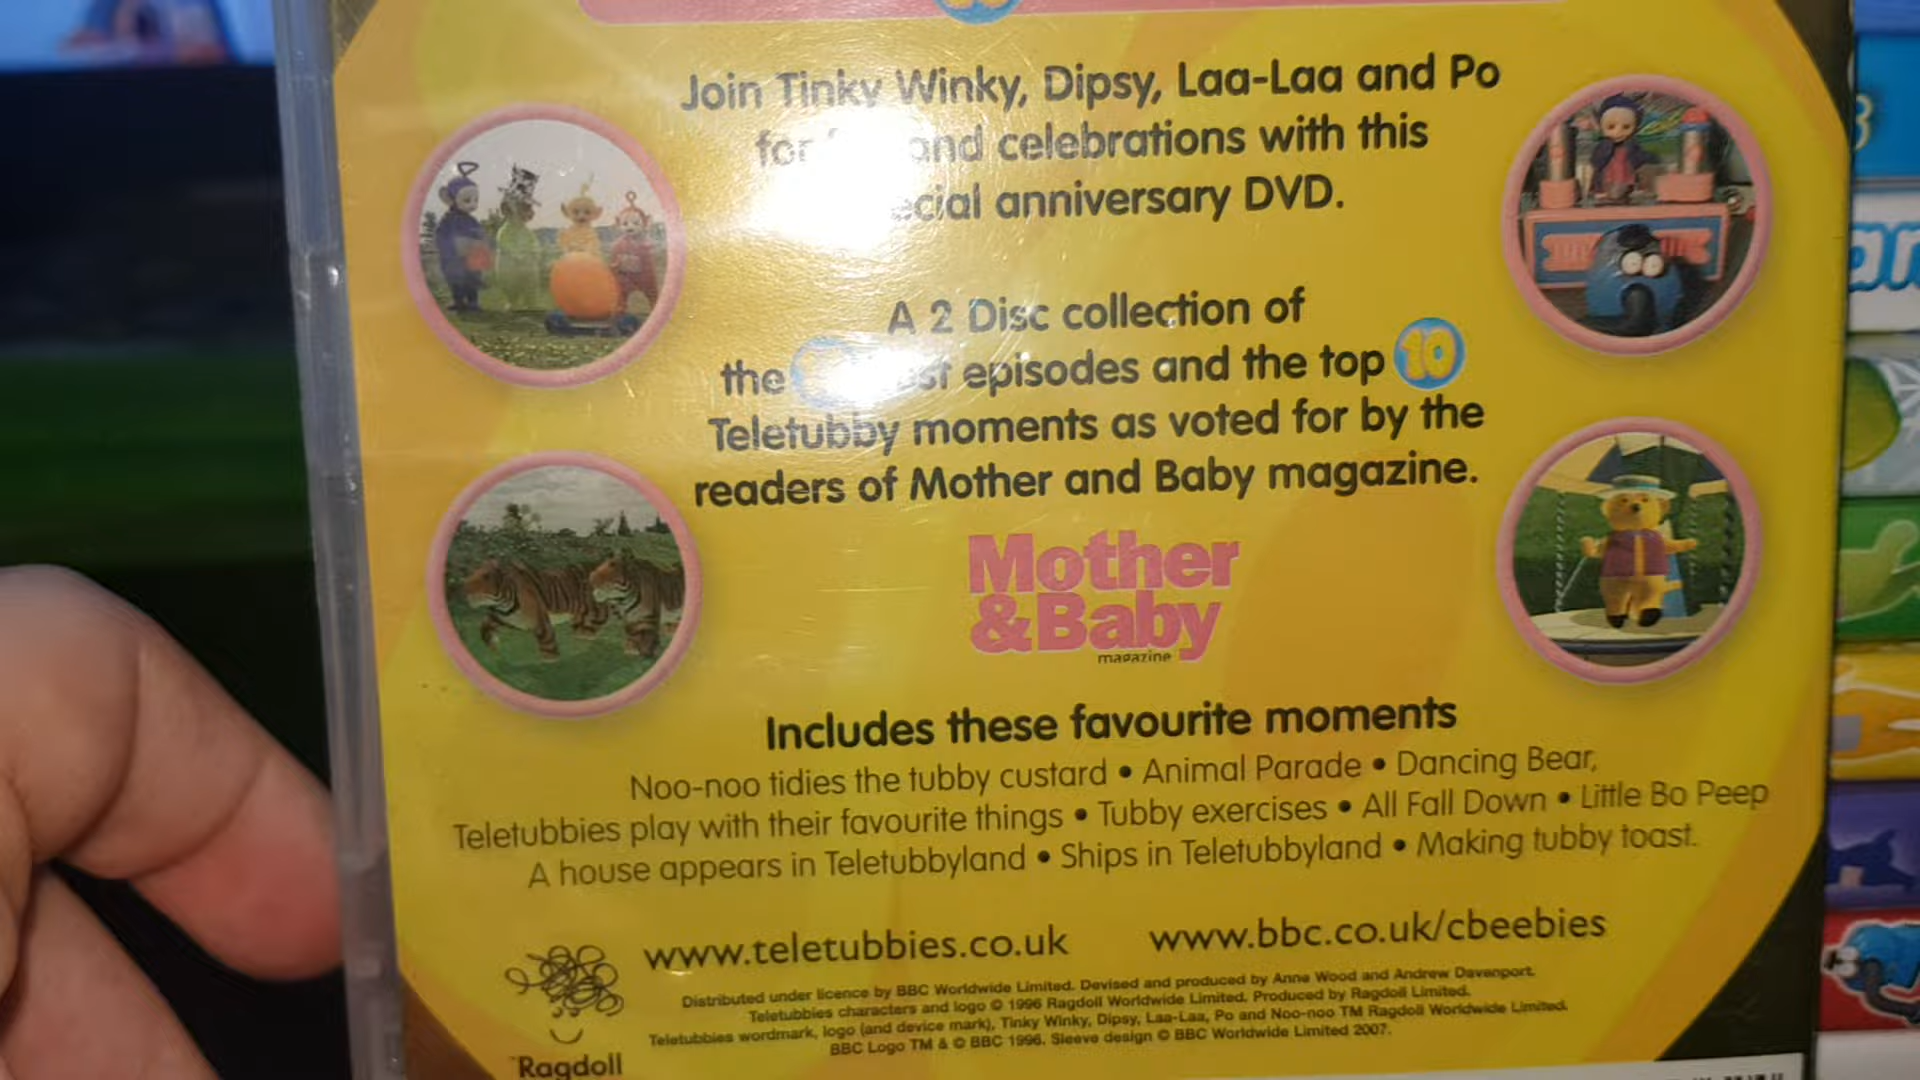 Join Tinky Winky, Dipsy, Laa-Laa and Po
and celebrations with this
anniversary DVD.
A 2 Disc collection of
the episodes and the top 10
Teletubby moments as voted for by the
readers of Mother and Baby magazine.
Mother
&Baby
magazine
Includes these favourite moments
Noo-noo tidies the tubby custard • Animal Parade • Dancing Bear,
Teletubbies play with their favourite things • Tubby exercises • All Fall Down • Little Bo Peep
A house appears in Teletubbyland • Ships in Teletubbyland • Making tubby toast.
www.teletubbies.co.uk www.bbc.co.uk/cbeebies
Distributed under licence by BBC Worldwide Limited. Devised and produced by Anne Wood and Andrew Davenport.
Teletubbies characters and logo © 1996 Ragdoll Worldwide Limited. Produced by Ragdoll Limited.
Teletubbies wordmark, logo (and device mark), Tinky Winky, Dipsy, Laa-Laa, Po and Noo-noo TM Ragdoll Worldwide Limited.
BBC Logo TM & © BBC 1996. Sleeve design © BBC Worldwide Limited 2007.
Ragdoll